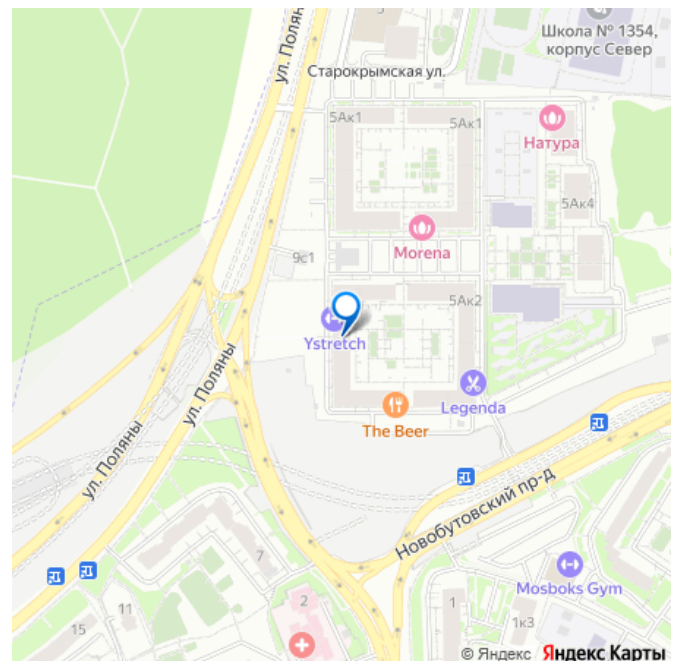 Школа № 1354,
корпус Север
ул. Поляны
Старокрымская ул.
5Ак1
5Ак1
Натура
5Ак4
Morena
9с1
5Ак2
Ystretch
Legenda
The Beer
ул. Поляны
ул. Поляны
Новобутовский пр-д
7
Mosboks Gym
2
1
11
1к3
15
© Яндекс Яндекс Карты